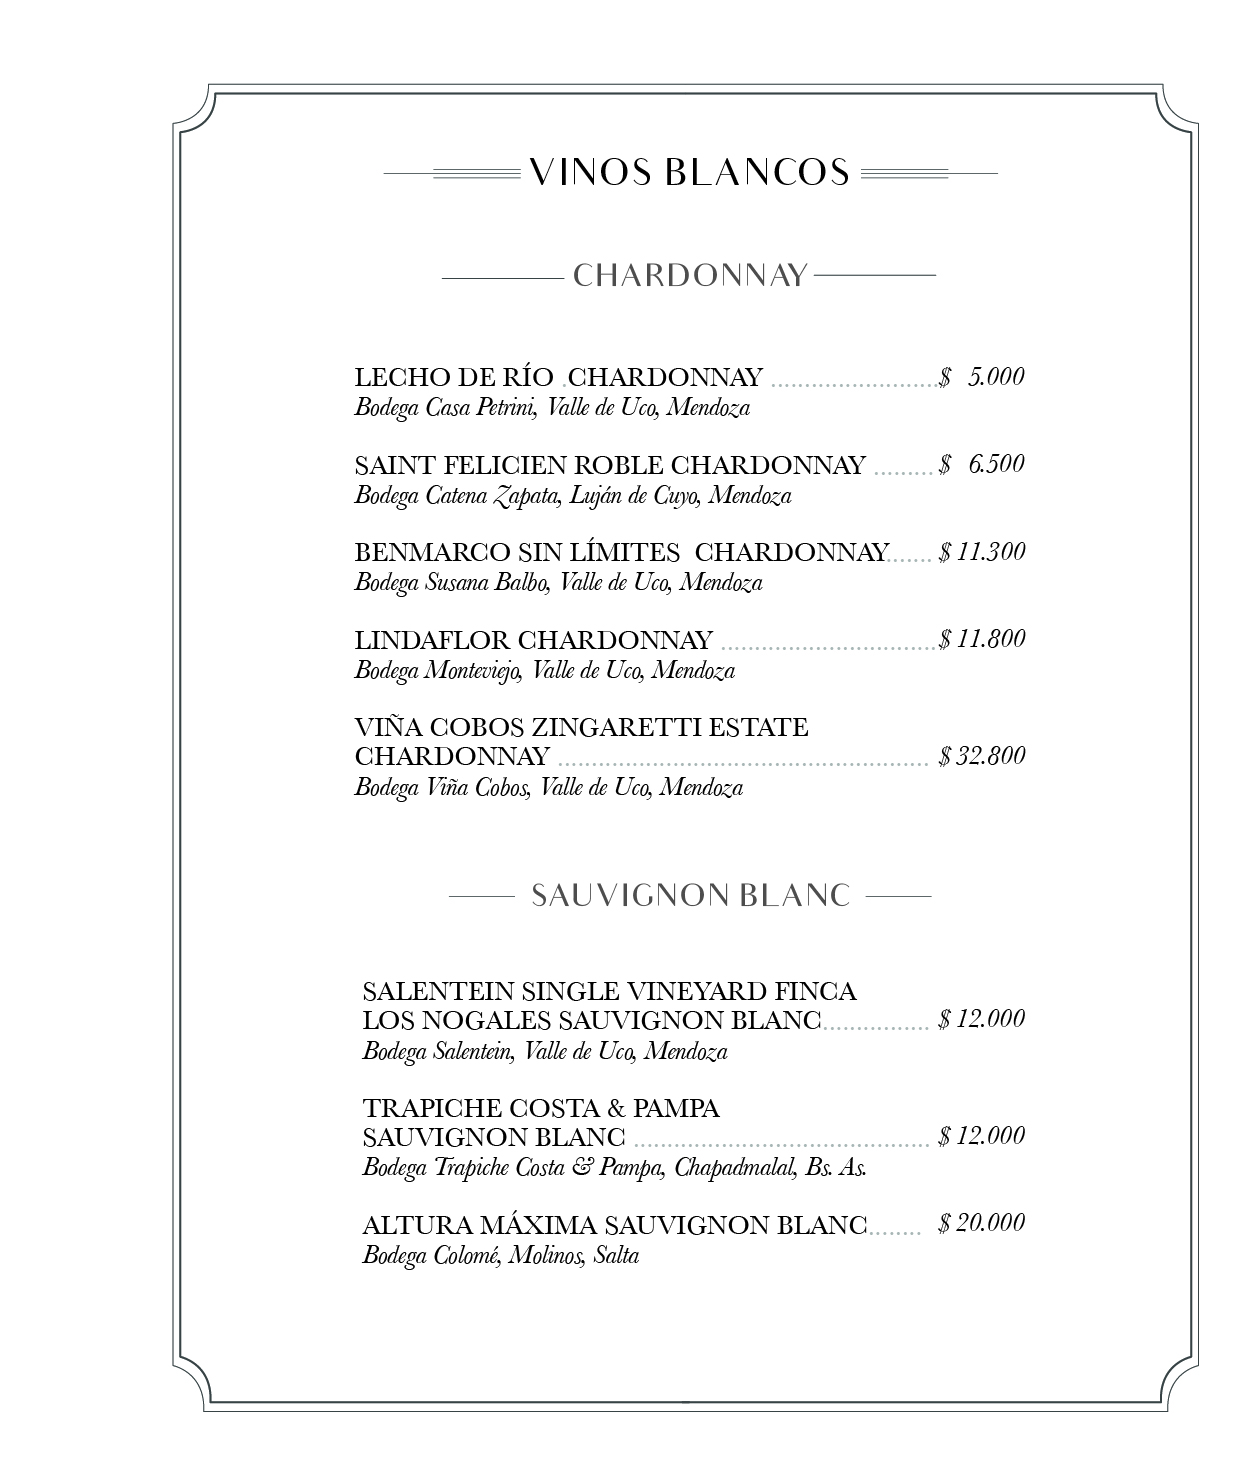 VINOS BLANCOS
CHARDONNAY
LECHO DE RÍO .CHARDONNAY ........................$ 5.000
Bodega Casa Petrini, Valle de Uco, Mendoza
SAINT FELICIEN ROBLE CHARDONNAY ......... $ 6.500
Bodega Catena Zapata, Luján de Cuyo, Mendoza
BENMARCO SIN LÍMITES CHARDONNAY....... $ 11.300
Bodega Susana Balbo, Valle de Uco, Mendoza
LINDAFLOR CHARDONNAY ................................$ 11.800
Bodega Monteviejo, Valle de Uco, Mendoza
VIÑA COBOS ZINGARETTI ESTATE
CHARDONNAY ....................................................... $ 32.800
Bodega Viña Cobos, Valle de Uco, Mendoza
SAUVIGNON BLANC
SALENTEIN SINGLE VINEYARD FINCA
LOS NOGALES SAUVIGNON BLANC................ $ 12.000
Bodega Salentein, Valle de Uco, Mendoza
TRAPICHE COSTA & PAMPA
SAUVIGNON BLANC ............................................ $ 12.000
Bodega Trapiche Costa & Pampa, Chapadmalal, Bs. As.
ALTURA MÁXIMA SAUVIGNON BLANC........ $ 20.000
Bodega Colomé, Molinos, Salta